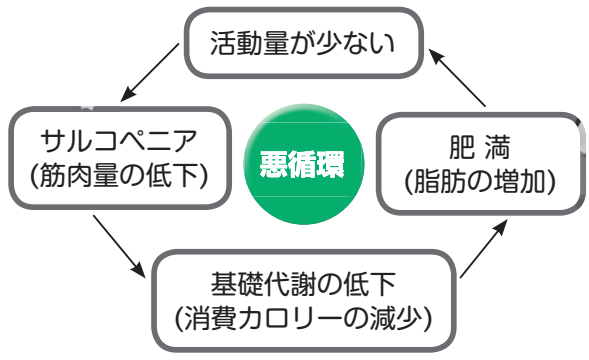 活動量が少ない
サルコペニア
(筋肉量の低下)
悪循環
肥 満
(脂肪の増加)
基礎代謝の低下
(消費カロリーの減少)